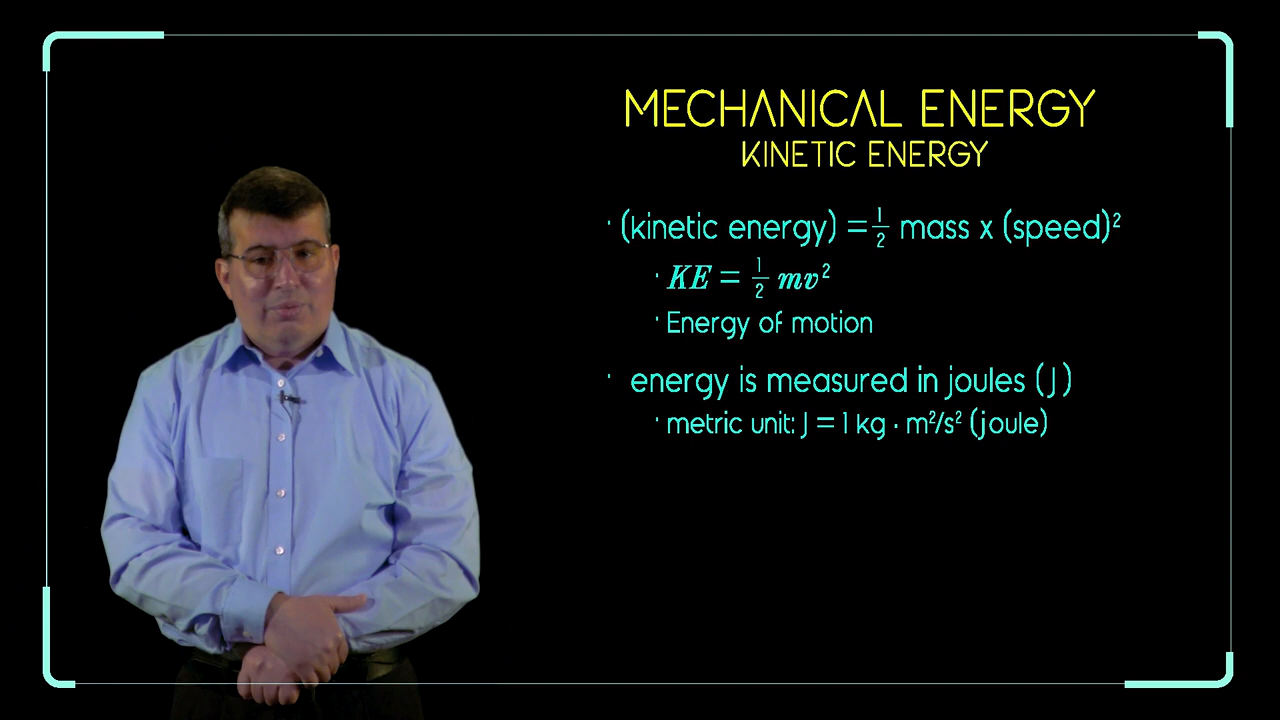 MECHANICAL ENERGY
KINETIC ENERGY
· (kinetic energy) = 1/2 mass x (speed)²
· KE = 1/2 mv²
· Energy of motion
· energy is measured in joules (J)
· metric unit: J = 1 kg · m²/s² (joule)